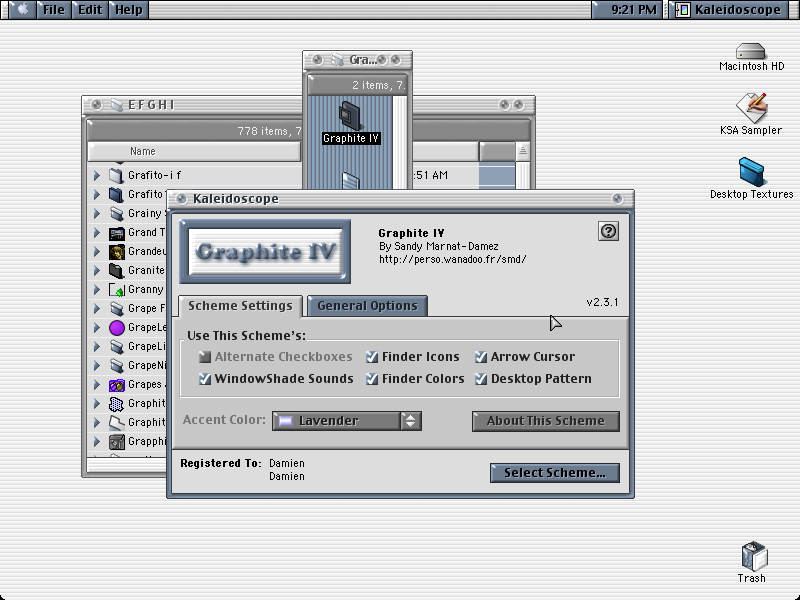 File Edit Help 9:21 PM Kaleidoscope
Macintosh HD
KSA Sampler
Desktop Textures
Trash
Gra...
2 items, 7.
Graphite IV
E F G H I
778 items, 7
Name
Grafito-i f :51 AM
Grafito
Grainy
Grand T
Grandeu
Granite
Granny
Grape F
GrapeLe
GrapeLi
GrapeNi
Grapes
Graphit
Graphit
Grapphi
Kaleidoscope
Graphite IV
Graphite IV
By Sandy Marnat-Damez
http://perso.wanadoo.fr/smd/
v2.3.1
Scheme Settings General Options
Use This Scheme's:
Alternate Checkboxes Finder Icons Arrow Cursor
WindowShade Sounds Finder Colors Desktop Pattern
Accent Color: Lavender About This Scheme
Registered To: Damien
Damien
Select Scheme...